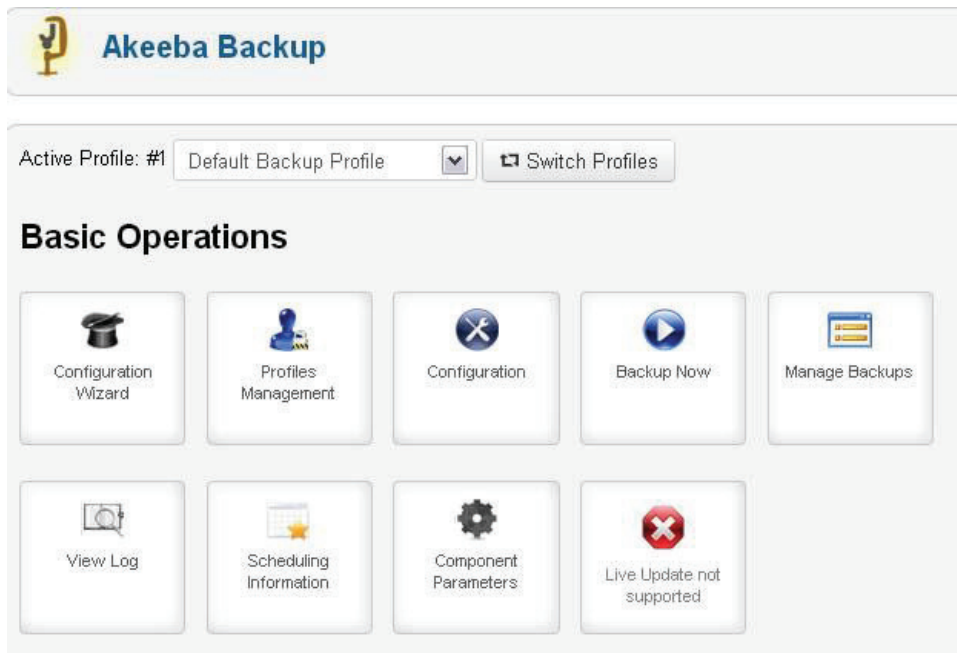 Akeeba Backup
Active Profile: #1 Default Backup Profile Switch Profiles
Basic Operations
Configuration
Wizard
Profiles
Management
Configuration
Backup Now
Manage Backups
View Log
Scheduling
Information
Component
Parameters
Live Update not
supported